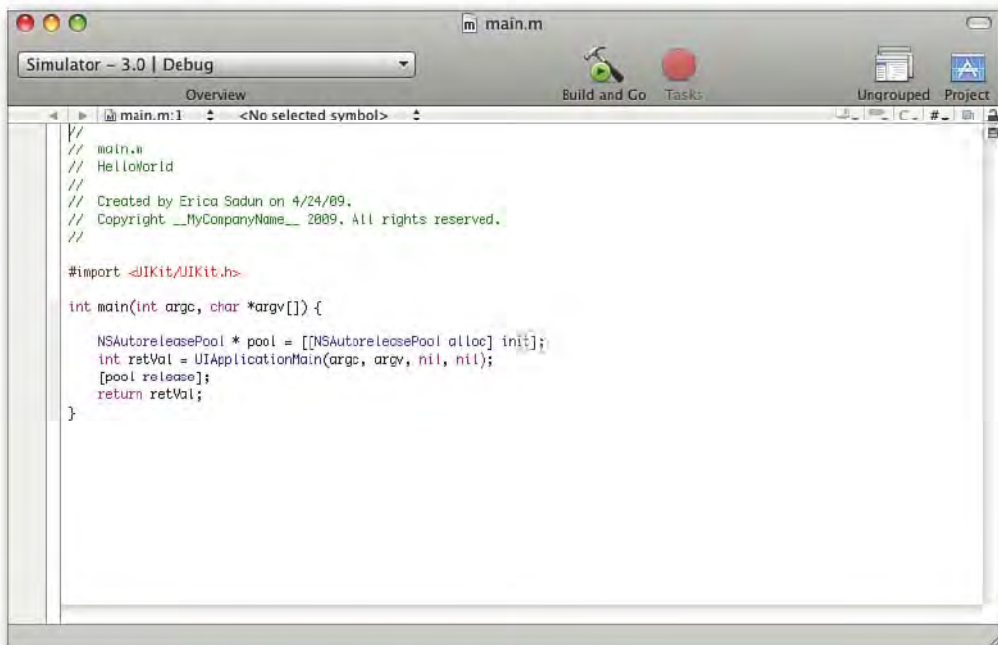 main.m
Simulator – 3.0 | Debug
Overview
Build and Go
Tasks
Ungrouped
Project
main.m:1
<No selected symbol>
C
#
//
// main.m
// HelloWorld
//
// Created by Erica Sadun on 4/24/09.
// Copyright __MyCompanyName__ 2009. All rights reserved.
//
#import <UIKit/UIKit.h>
int main(int argc, char *argv[]) {
NSAutoreleasePool * pool = [[NSAutoreleasePool alloc] init];
int retVal = UIApplicationMain(argc, argv, nil, nil);
[pool release];
return retVal;
}